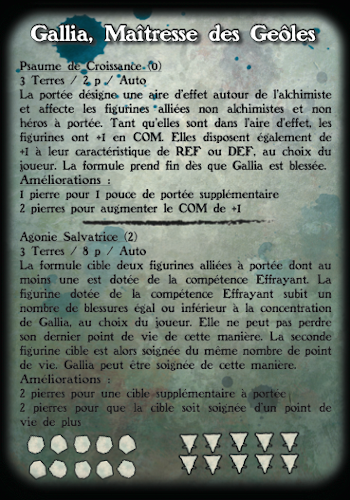 Gallia, Maîtresse des Geôles
Psaume de Croissance (0)
3 Terres / 2 p / Auto
La portée désigne une aire d'effet autour de l'alchimiste
et affecte les figurines alliées non alchimistes et non
héros à portée. Tant qu'elles sont dans l'aire d'effet, les
figurines ont +1 en COM. Elles disposent également de
+1 à leur caractéristique de REF ou DEF, au choix du
joueur. La formule prend fin dès que Gallia est blessée.
Améliorations :
1 pierre pour 1 pouce de portée supplémentaire
2 pierres pour augmenter le COM de +1
Agonie Salvatrice (2)
3 Terres / 8 p / Auto
La formule cible deux figurines alliées à portée dont au
moins une est dotée de la compétence Effrayant. La
figurine dotée de la compétence Effrayant subit un
nombre de blessures égal ou inférieur à la concentration
de Gallia, au choix du joueur. Elle ne peut pas perdre
son dernier point de vie de cette manière. La seconde
figurine cible est alors soignée du même nombre de point
de vie. Gallia peut être soignée de cette manière.
Améliorations :
2 pierres pour une cible supplémentaire à portée
2 pierres pour que la cible soit soignée d'un point de
vie de plus